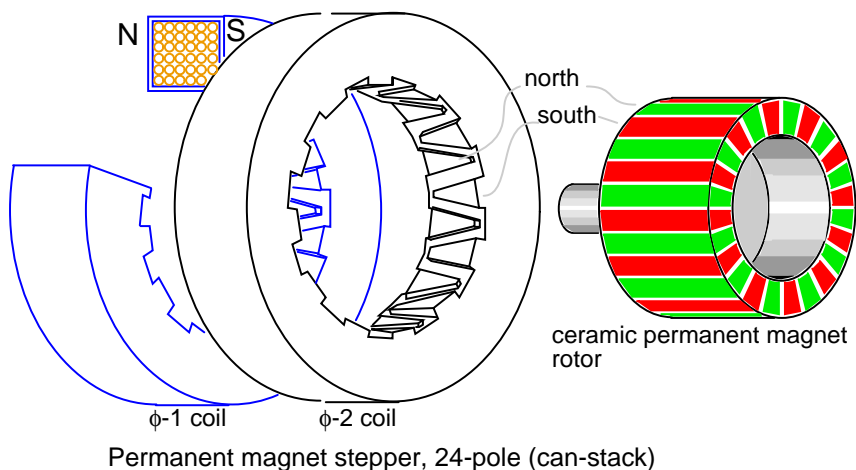 N S
north
south
ceramic permanent magnet
rotor
ϕ-1 coil
ϕ-2 coil
Permanent magnet stepper, 24-pole (can-stack)